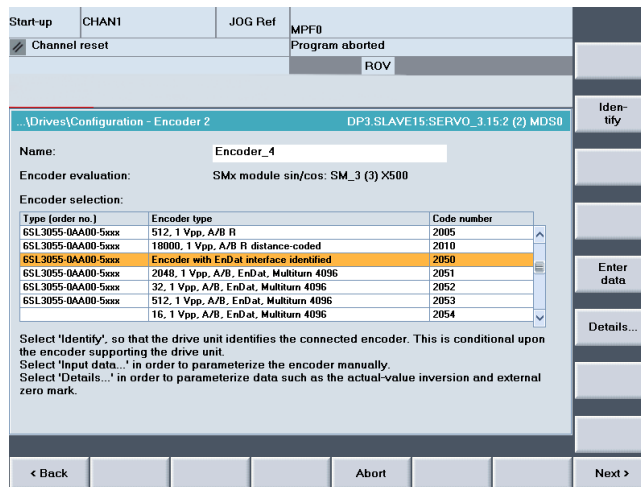 Start-up CHAN1 JOG Ref MPF0
Channel reset Program aborted
ROV
...\Drives\Configuration - Encoder 2 DP3.SLAVE15:SERVO_3.15:2 (2) MDS0
Name: Encoder_4
Encoder evaluation: SMx module sin/cos: SM_3 (3) X500
Encoder selection:
Type (order no.) Encoder type Code number
6SL3055-0AA00-5xxx 512, 1 Vpp, A/B R 2005
6SL3055-0AA00-5xxx 18000, 1 Vpp, A/B R distance-coded 2010
6SL3055-0AA00-5xxx Encoder with EnDat interface identified 2050
6SL3055-0AA00-5xxx 2048, 1 Vpp, A/B, EnDat, Multiturn 4096 2051
6SL3055-0AA00-5xxx 32, 1 Vpp, A/B, EnDat, Multiturn 4096 2052
6SL3055-0AA00-5xxx 512, 1 Vpp, A/B, EnDat, Multiturn 4096 2053
16, 1 Vpp, A/B, EnDat, Multiturn 4096 2054
Select 'Identify', so that the drive unit identifies the connected encoder. This is conditional upon
the encoder supporting the drive unit.
Select 'Input data...' in order to parameterize the encoder manually.
Select 'Details...' in order to parameterize data such as the actual-value inversion and external
zero mark.
Iden-
tify
Enter
data
Details...
< Back Abort Next >